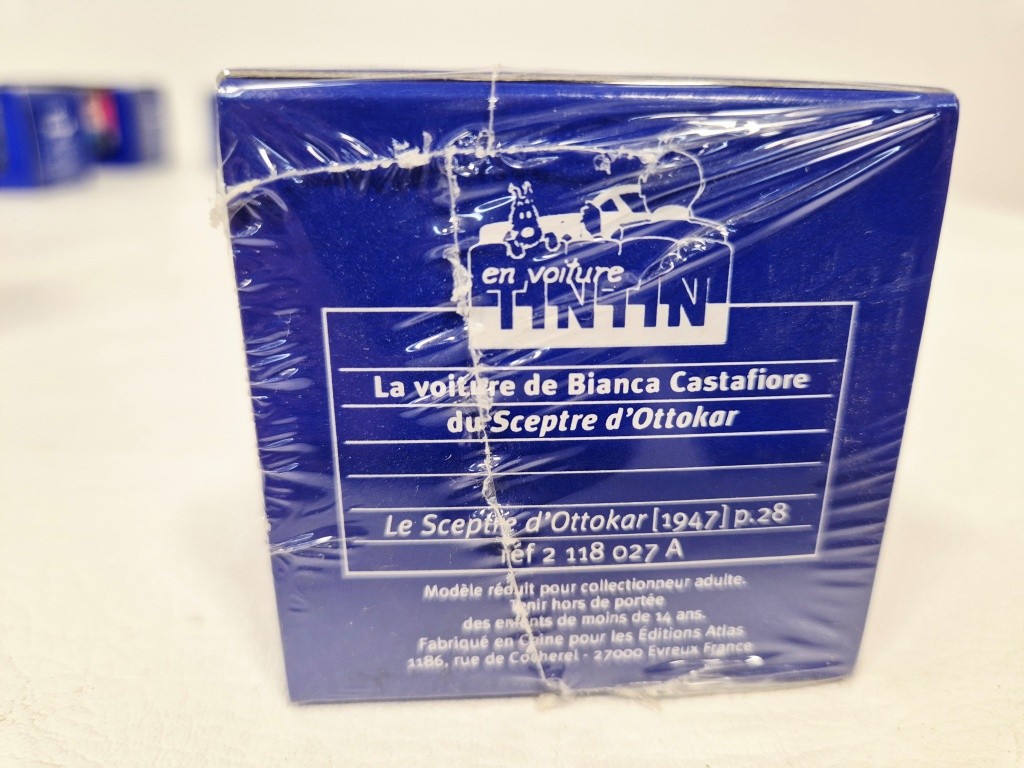 en voiture
TINTIN
La voiture de Bianca Castafiore
du Sceptre d'Ottokar
Le Sceptre d'Ottokar [1947] p.28
réf 2 118 027 A
Modèle réduit pour collectionneur adulte.
Tenir hors de portée
des enfants de moins de 14 ans.
Fabriqué en Chine pour les Éditions Atlas
1186, rue de Cocherel - 27000 Evreux France